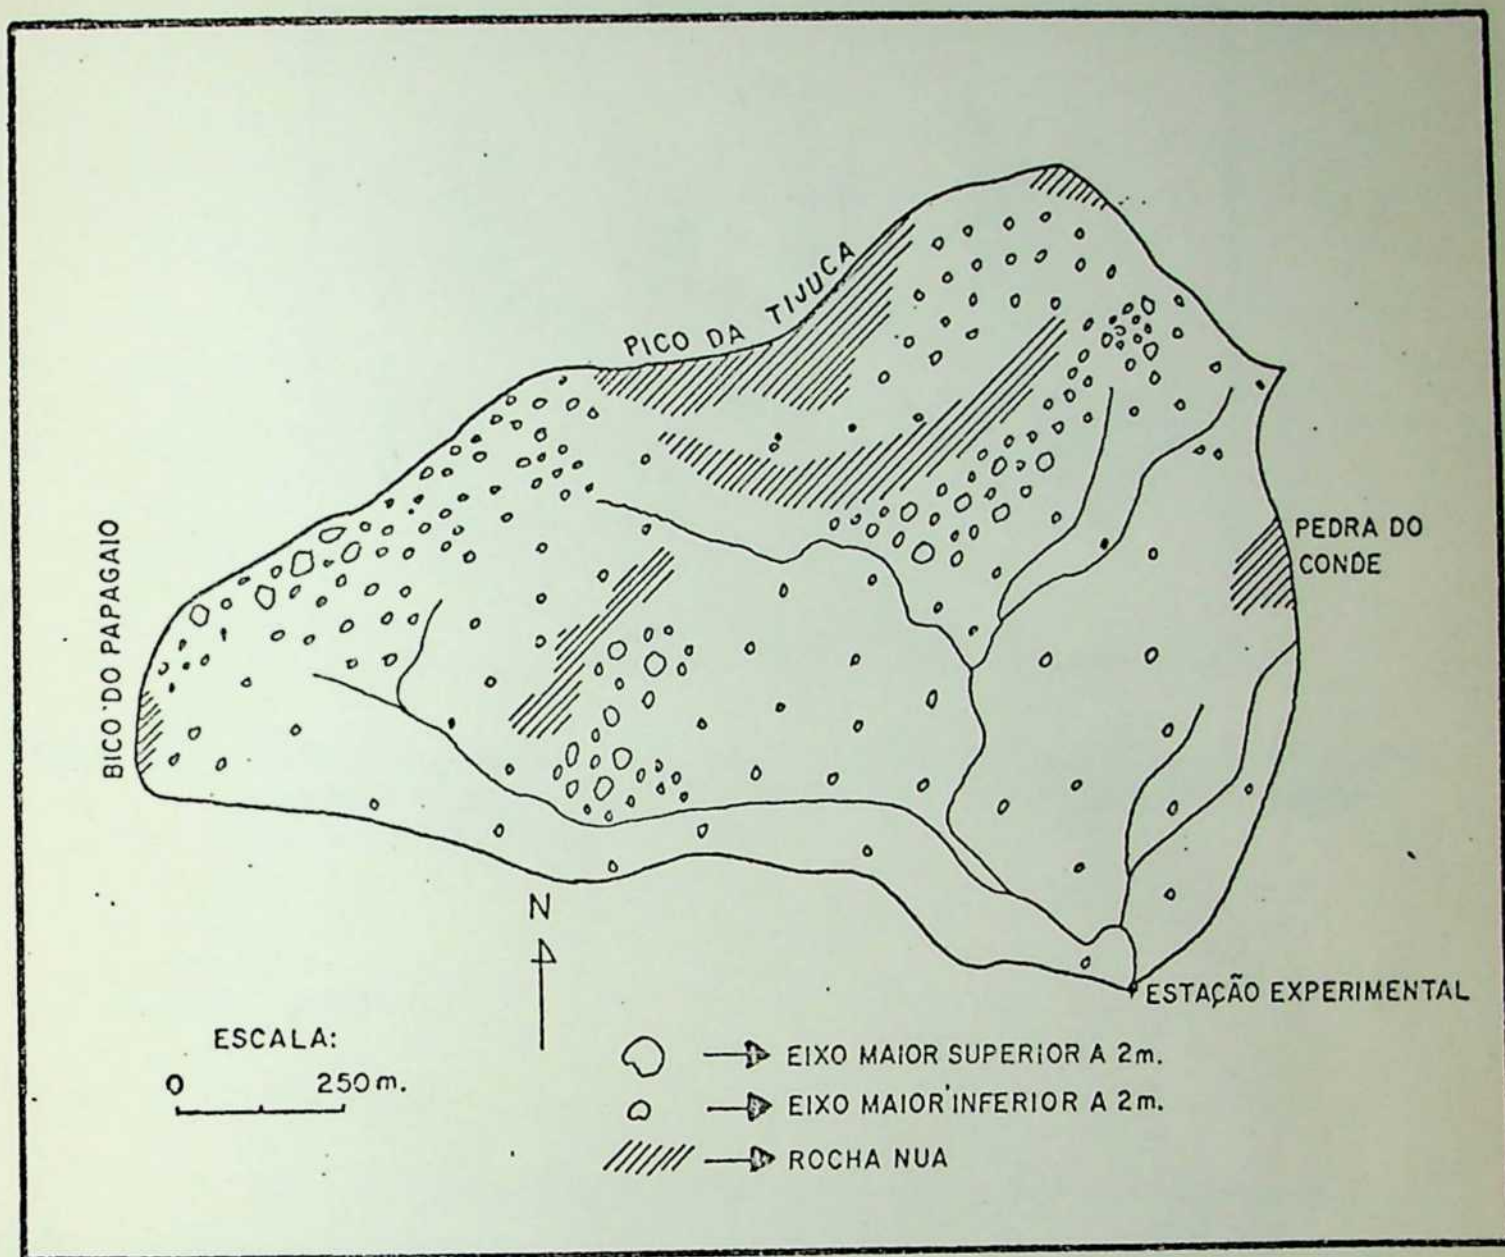 PICO DA TIJUCA
BICO DO PAPAGAIO
PEDRA DO
CONDE
N
ESTAÇÃO EXPERIMENTAL
ESCALA:
0 250m.
EIXO MAIOR SUPERIOR A 2m.
EIXO MAIOR INFERIOR A 2m.
ROCHA NUA